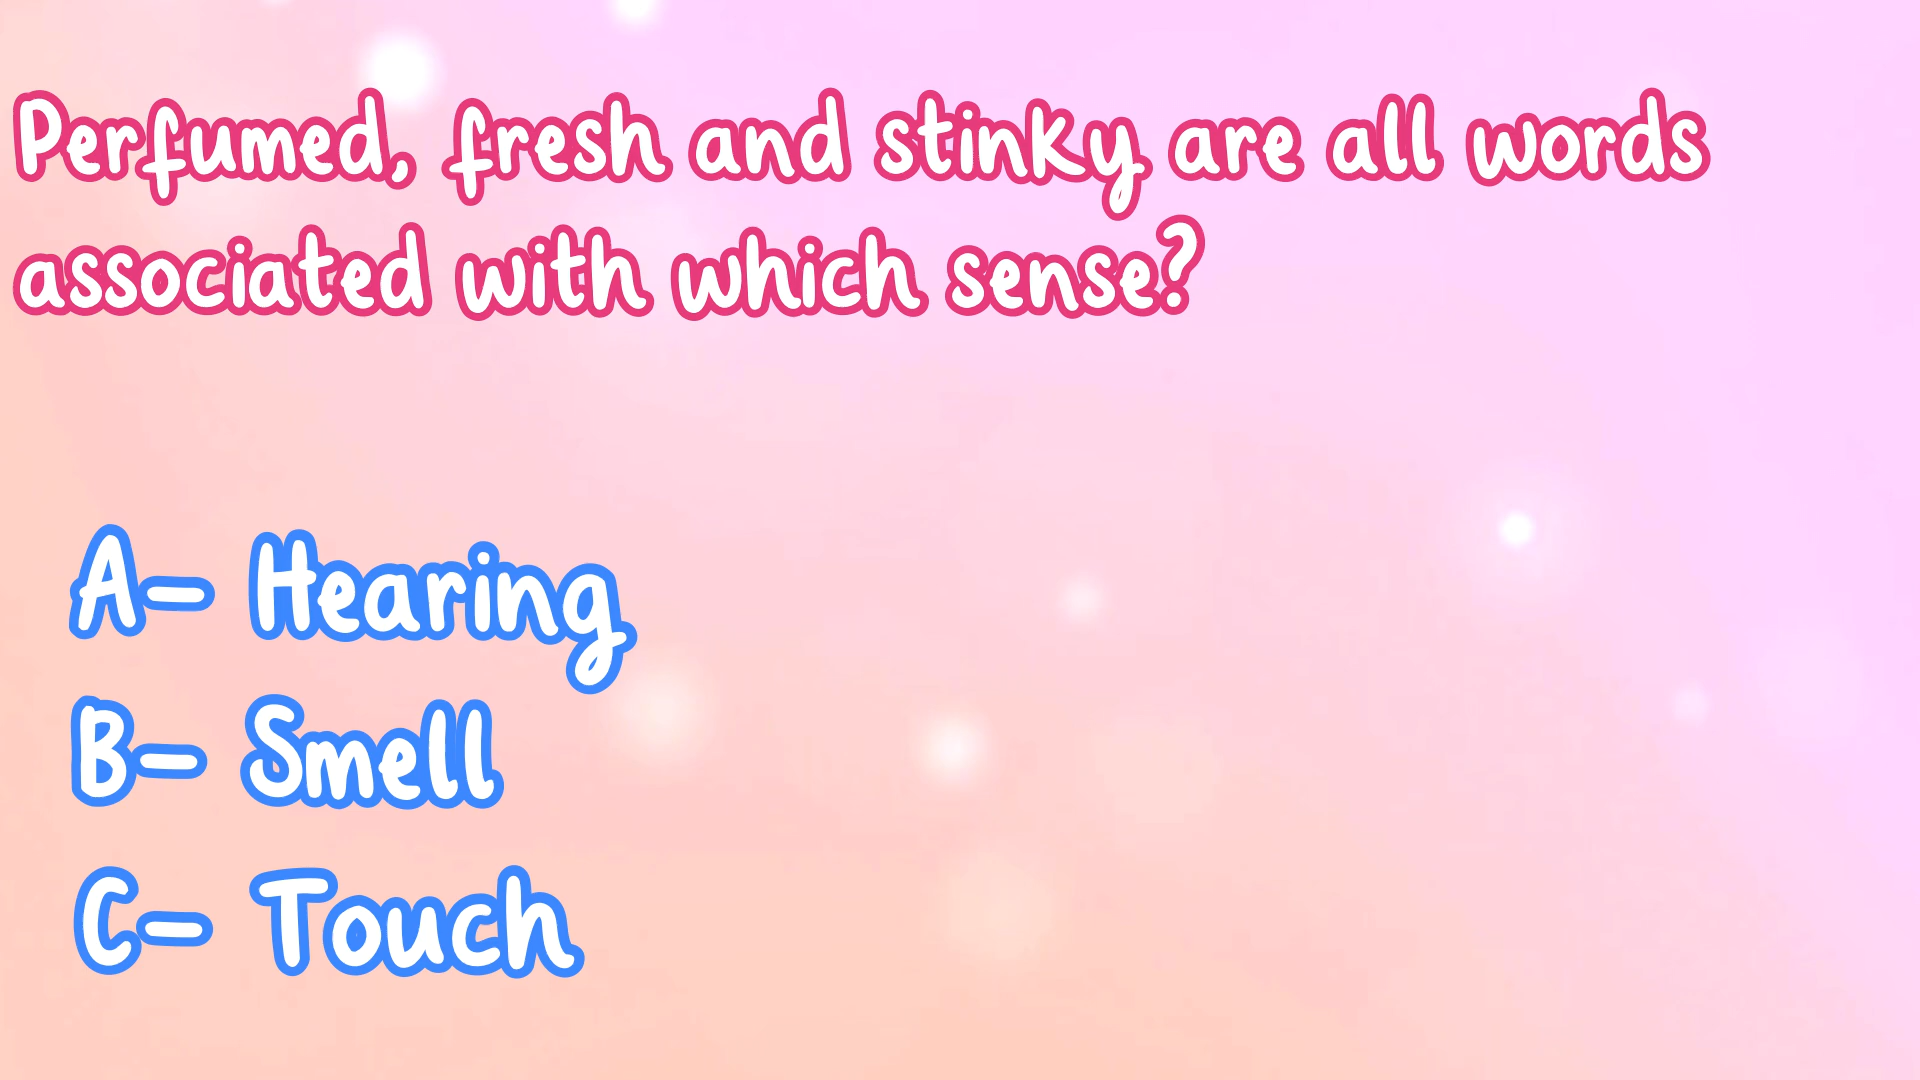 Perfumed, fresh and stinky are all words
associated with which sense?
A- Hearing
B- Smell
C- Touch